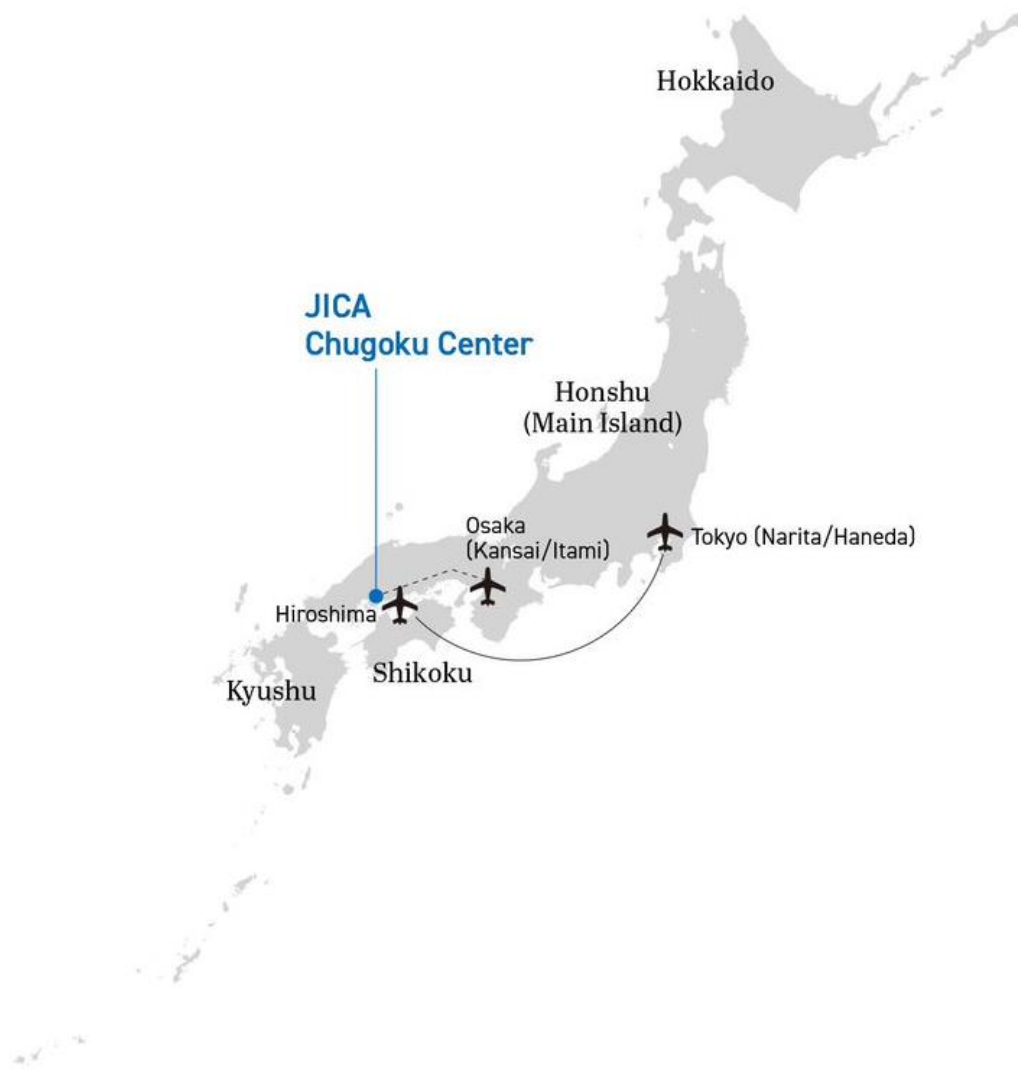 Hokkaido
JICA
Chugoku Center
Honshu
(Main Island)
Osaka
(Kansai/Itami)
Tokyo (Narita/Haneda)
Hiroshima
Shikoku
Kyushu